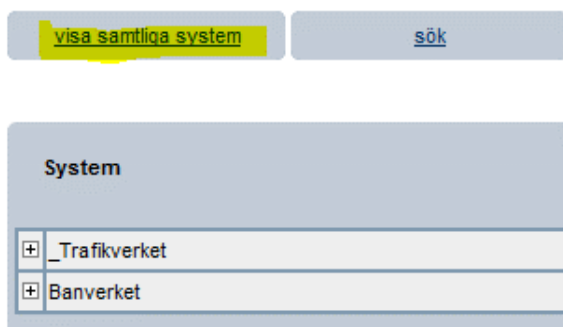 visa samtliga system sök
System
_Trafikverket
Banverket